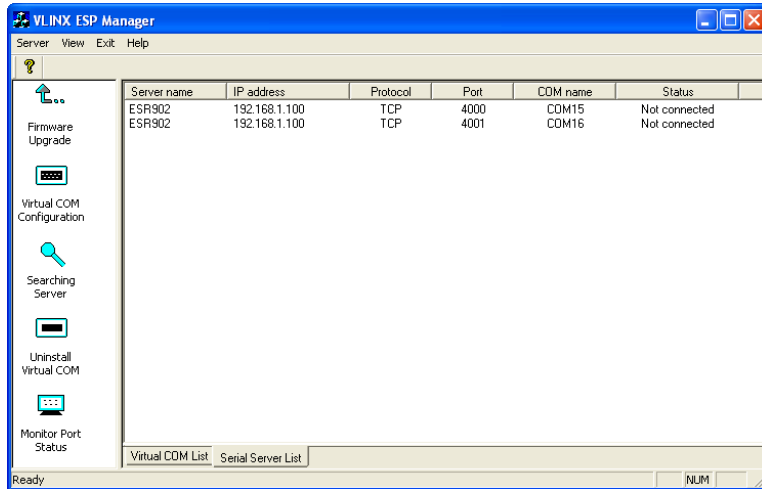 VLINX ESP Manager
Server View Exit Help
Server name IP address Protocol Port COM name Status
ESR902 192.168.1.100 TCP 4000 COM15 Not connected
ESR902 192.168.1.100 TCP 4001 COM16 Not connected
Firmware
Upgrade
Virtual COM
Configuration
Searching
Server
Uninstall
Virtual COM
Monitor Port
Status
Virtual COM List Serial Server List
Ready NUM